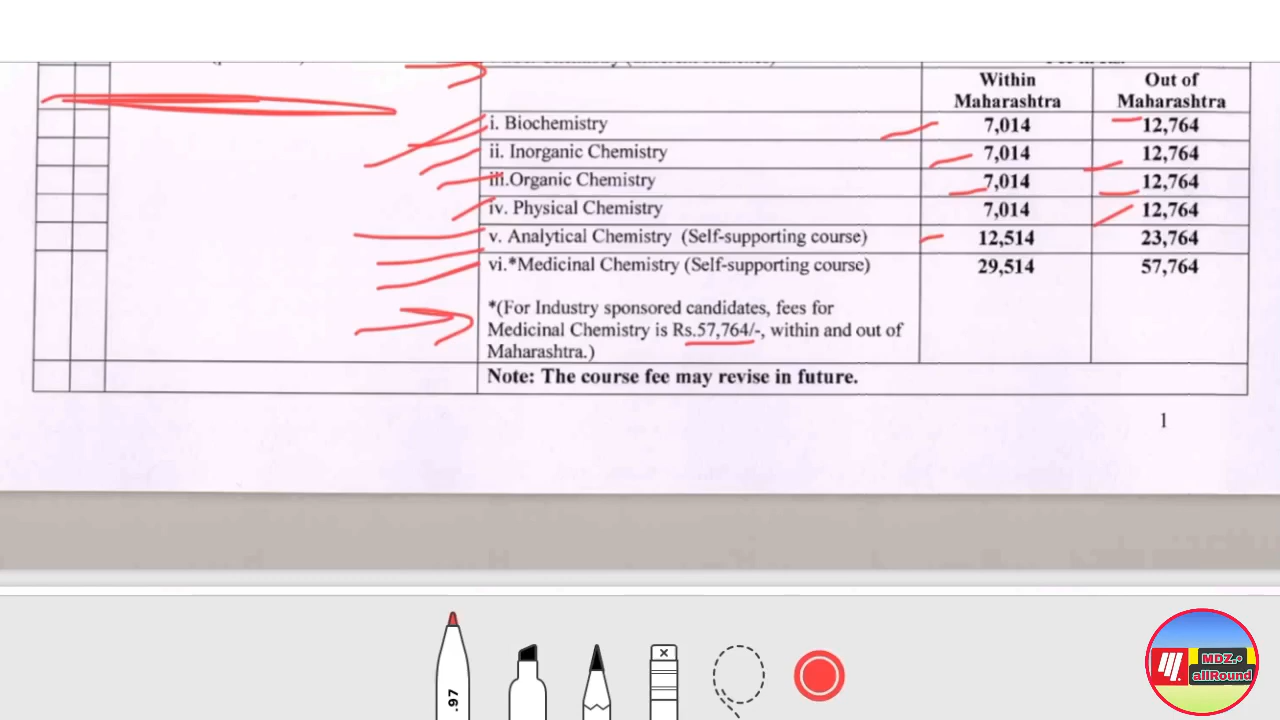 Within Maharashtra
Out of Maharashtra
i. Biochemistry 7,014 12,764
ii. Inorganic Chemistry 7,014 12,764
iii.Organic Chemistry 7,014 12,764
iv. Physical Chemistry 7,014 12,764
v. Analytical Chemistry (Self-supporting course) 12,514 23,764
vi.*Medicinal Chemistry (Self-supporting course) 29,514 57,764
*(For Industry sponsored candidates, fees for
Medicinal Chemistry is Rs.57,764/-, within and out of
Maharashtra.)
Note: The course fee may revise in future.
1
.97
MDZ.
allRound